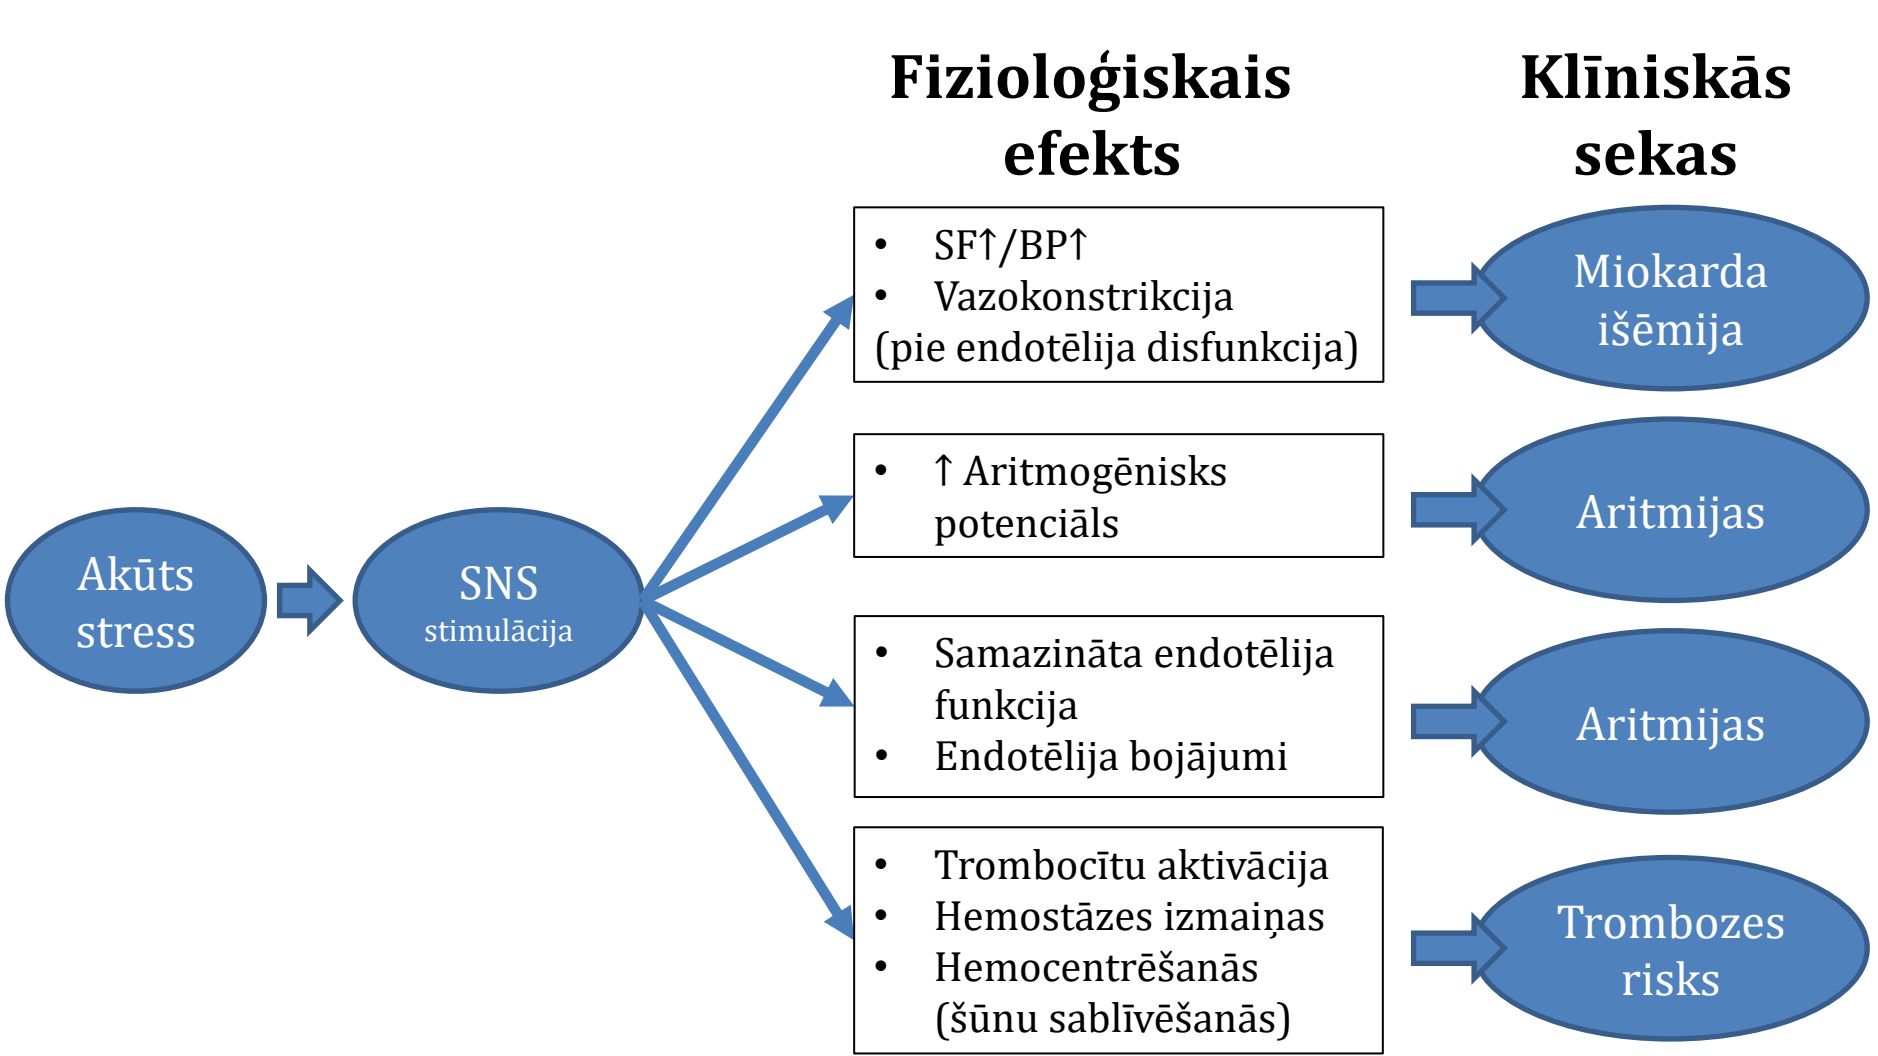 Fizioloģiskais
efekts
Klīniskās
sekas
Akūts
stress
SNS
stimulācija
• SF↑/BP↑
• Vazokonstrikcija
(pie endotēlija disfunkcija)
Miokarda
išēmija
• ↑ Aritmogēnisks
potenciāls
Aritmijas
• Samazināta endotēlija
funkcija
• Endotēlija bojājumi
Aritmijas
• Trombocītu aktivācija
• Hemostāzes izmaiņas
• Hemocentrēšanās
(šūnu sablīvēšanās)
Trombozes
risks